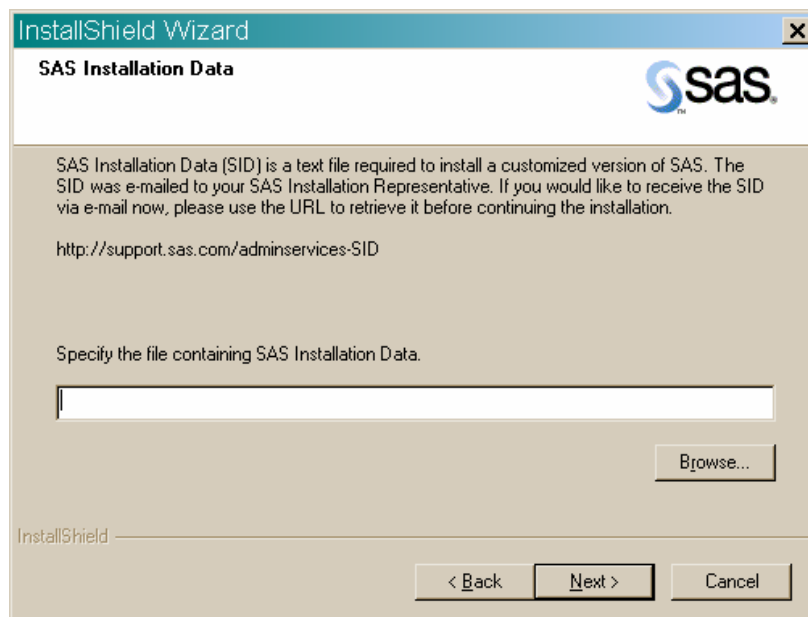 InstallShield Wizard
SAS Installation Data
sas.
TM
SAS Installation Data (SID) is a text file required to install a customized version of SAS. The
SID was e-mailed to your SAS Installation Representative. If you would like to receive the SID
via e-mail now, please use the URL to retrieve it before continuing the installation.
http://support.sas.com/adminservices-SID
Specify the file containing SAS Installation Data.
Browse...
InstallShield
< Back Next > Cancel